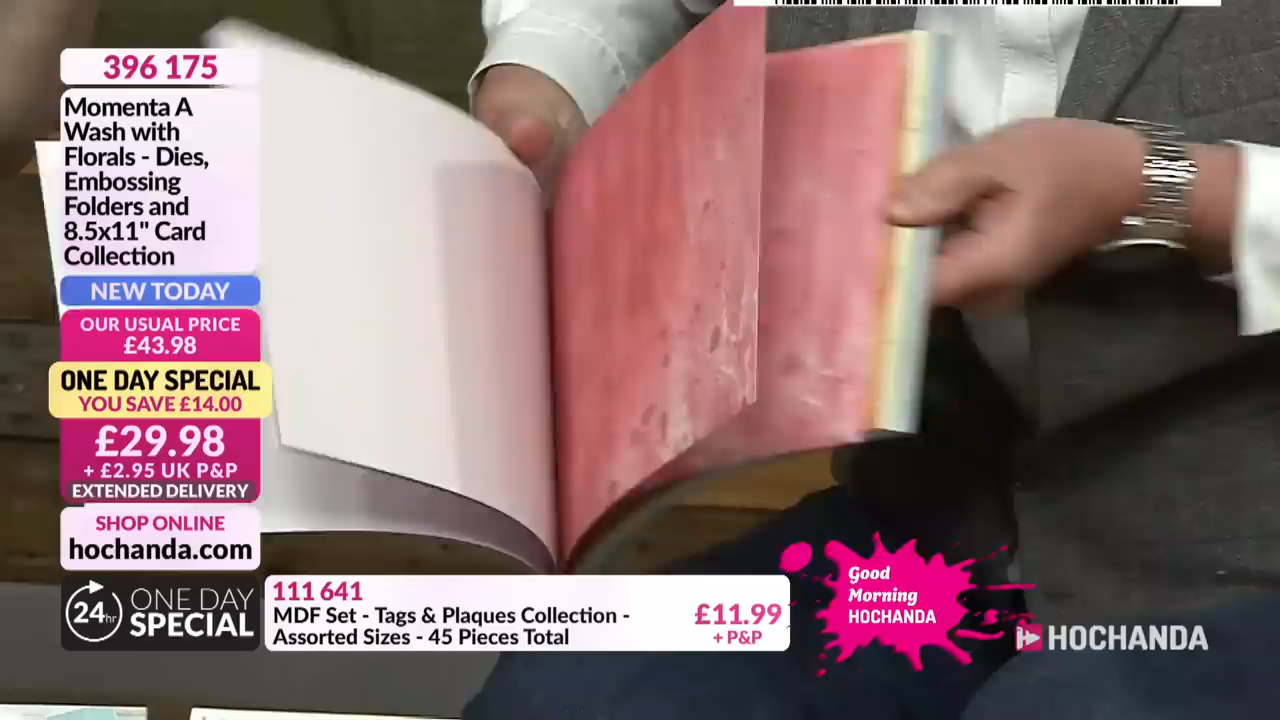 396 175
Momenta A
Wash with
Florals - Dies,
Embossing
Folders and
8.5x11" Card
Collection
NEW TODAY
OUR USUAL PRICE
£43.98
ONE DAY SPECIAL
YOU SAVE £14.00
£29.98
+ £2.95 UK P&P
EXTENDED DELIVERY
SHOP ONLINE
hochanda.com
24hr ONE DAY
SPECIAL
111 641
MDF Set - Tags & Plaques Collection -
Assorted Sizes - 45 Pieces Total
£11.99
+ P&P
Good
Morning
HOCHANDA
HOCHANDA